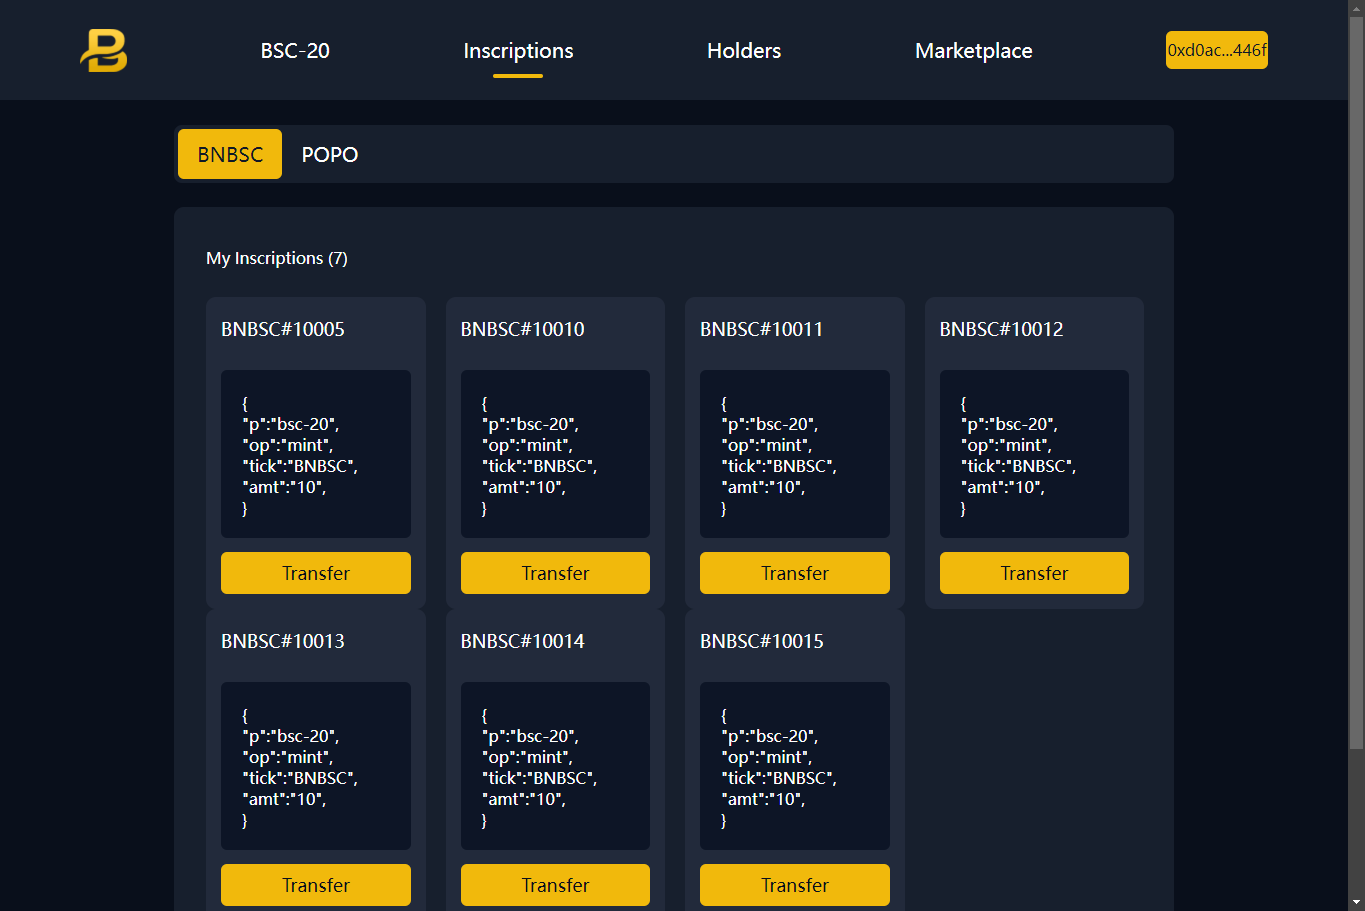 BSC-20 Inscriptions Holders Marketplace 0xd0ac...446f
BNBSC POPO
My Inscriptions (7)
BNBSC#10005
{
"p":"bsc-20",
"op":"mint",
"tick":"BNBSC",
"amt":"10",
}
Transfer
BNBSC#10010
{
"p":"bsc-20",
"op":"mint",
"tick":"BNBSC",
"amt":"10",
}
Transfer
BNBSC#10011
{
"p":"bsc-20",
"op":"mint",
"tick":"BNBSC",
"amt":"10",
}
Transfer
BNBSC#10012
{
"p":"bsc-20",
"op":"mint",
"tick":"BNBSC",
"amt":"10",
}
Transfer
BNBSC#10013
{
"p":"bsc-20",
"op":"mint",
"tick":"BNBSC",
"amt":"10",
}
Transfer
BNBSC#10014
{
"p":"bsc-20",
"op":"mint",
"tick":"BNBSC",
"amt":"10",
}
Transfer
BNBSC#10015
{
"p":"bsc-20",
"op":"mint",
"tick":"BNBSC",
"amt":"10",
}
Transfer